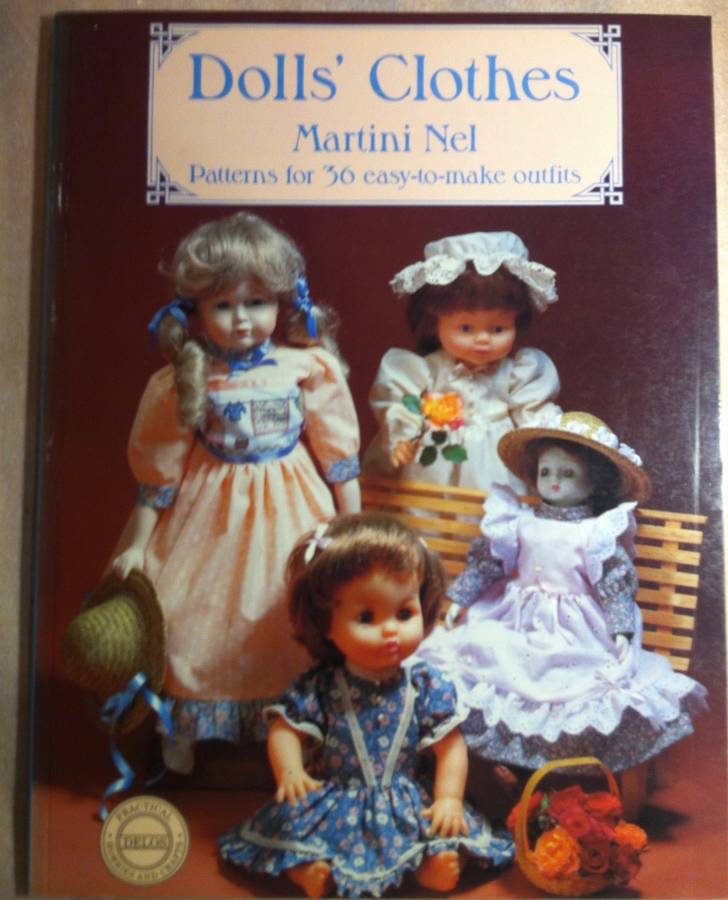 Dolls' Clothes
Martini Nel
Patterns for 36 easy-to-make outfits
PRACTICAL
DELOS
HOBBIES AND CRAFTS